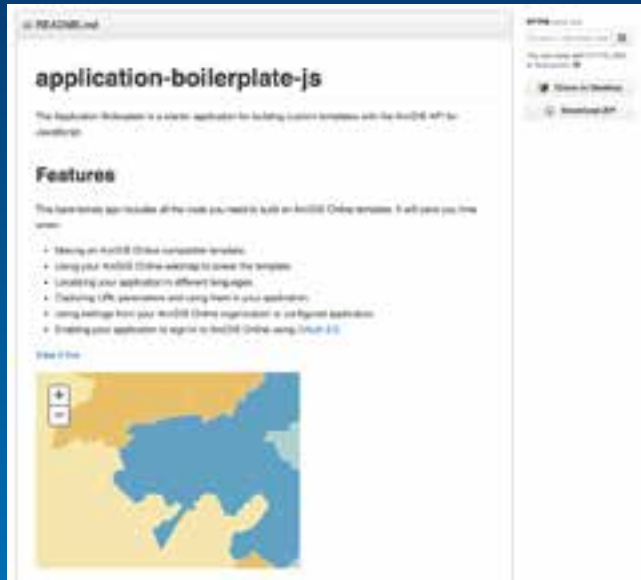 README.md
application-boilerplate-js
The Application Boilerplate is a starter application for building custom templates with the ArcGIS API for
JavaScript.
Features
This bare-bones app includes all the code you need to build an ArcGIS Online template. It will save you time
when:
• Making an ArcGIS Online compatible template.
• Using your ArcGIS Online webmap to power the template.
• Localizing your application in different languages.
• Capturing URL parameters and using them in your application.
• Using settings from your ArcGIS Online organization or configured application.
• Enabling your application to sign in to ArcGIS Online using OAuth 2.0.
View it live
+
−
HTTPS clone URL
Clone in Desktop
Download ZIP